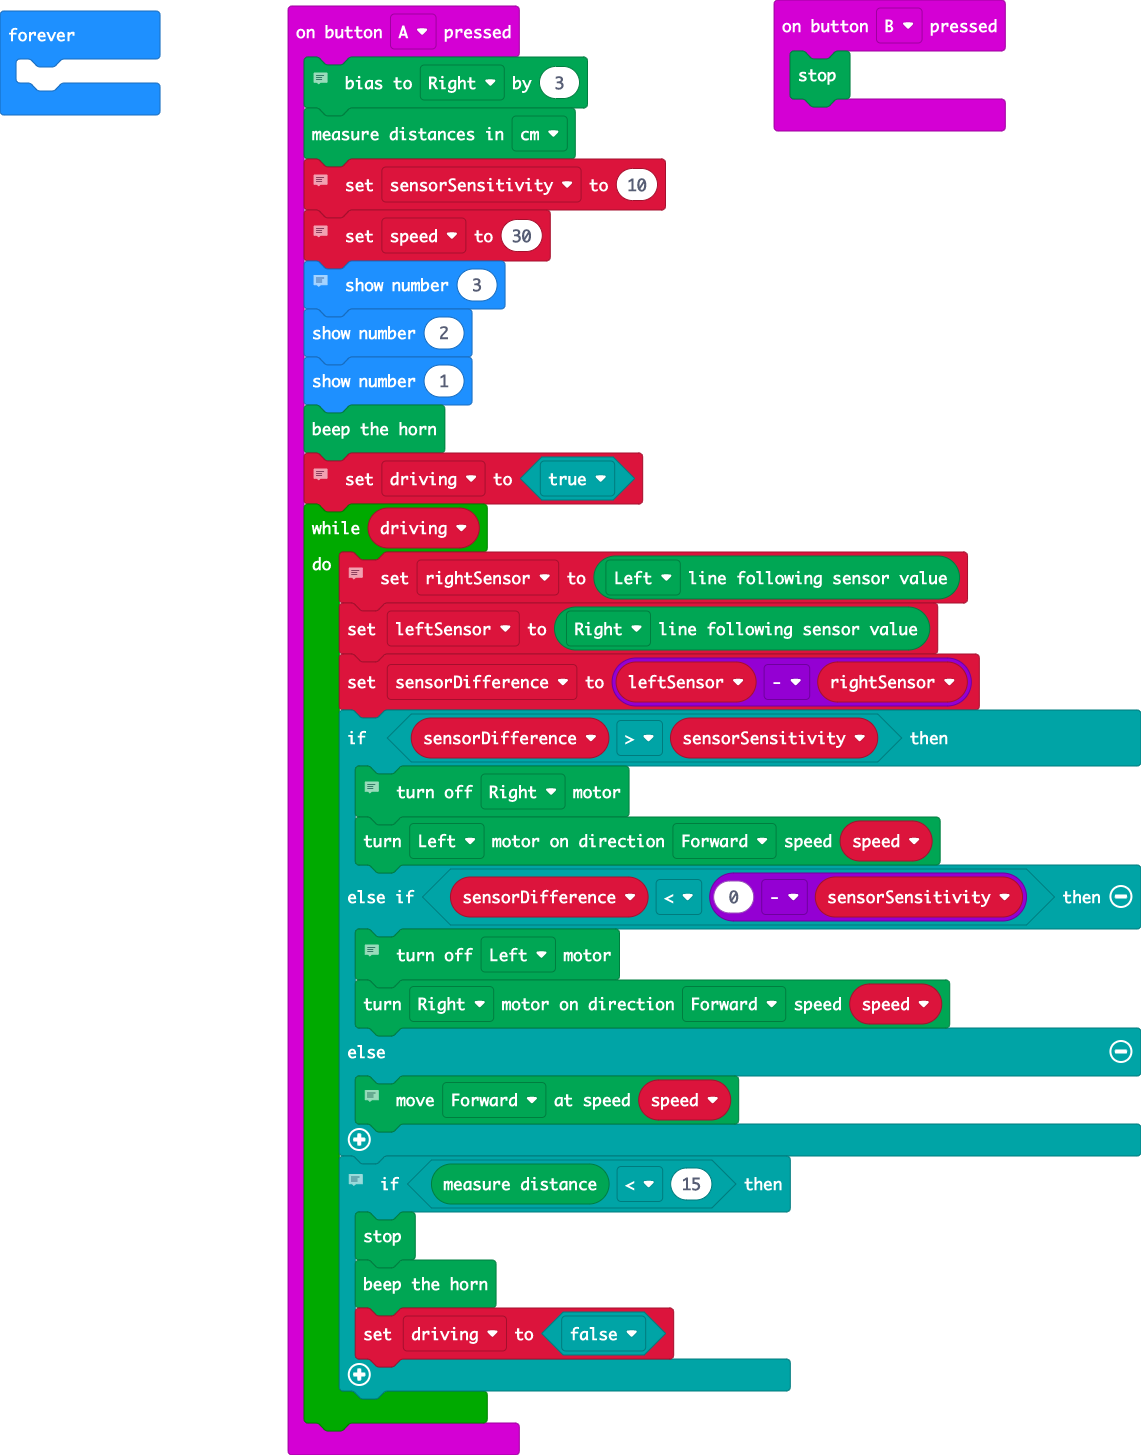 forever
on button A pressed
bias to Right by 3
measure distances in cm
set sensorSensitivity to 10
set speed to 30
show number 3
show number 2
show number 1
beep the horn
set driving to true
while driving
do
set rightSensor to Left line following sensor value
set leftSensor to Right line following sensor value
set sensorDifference to leftSensor - rightSensor
if sensorDifference > sensorSensitivity then
turn off Right motor
turn Left motor on direction Forward speed speed
else if sensorDifference < 0 - sensorSensitivity then
turn off Left motor
turn Right motor on direction Forward speed speed
else
move Forward at speed speed
if measure distance < 15 then
stop
beep the horn
set driving to false
on button B pressed
stop